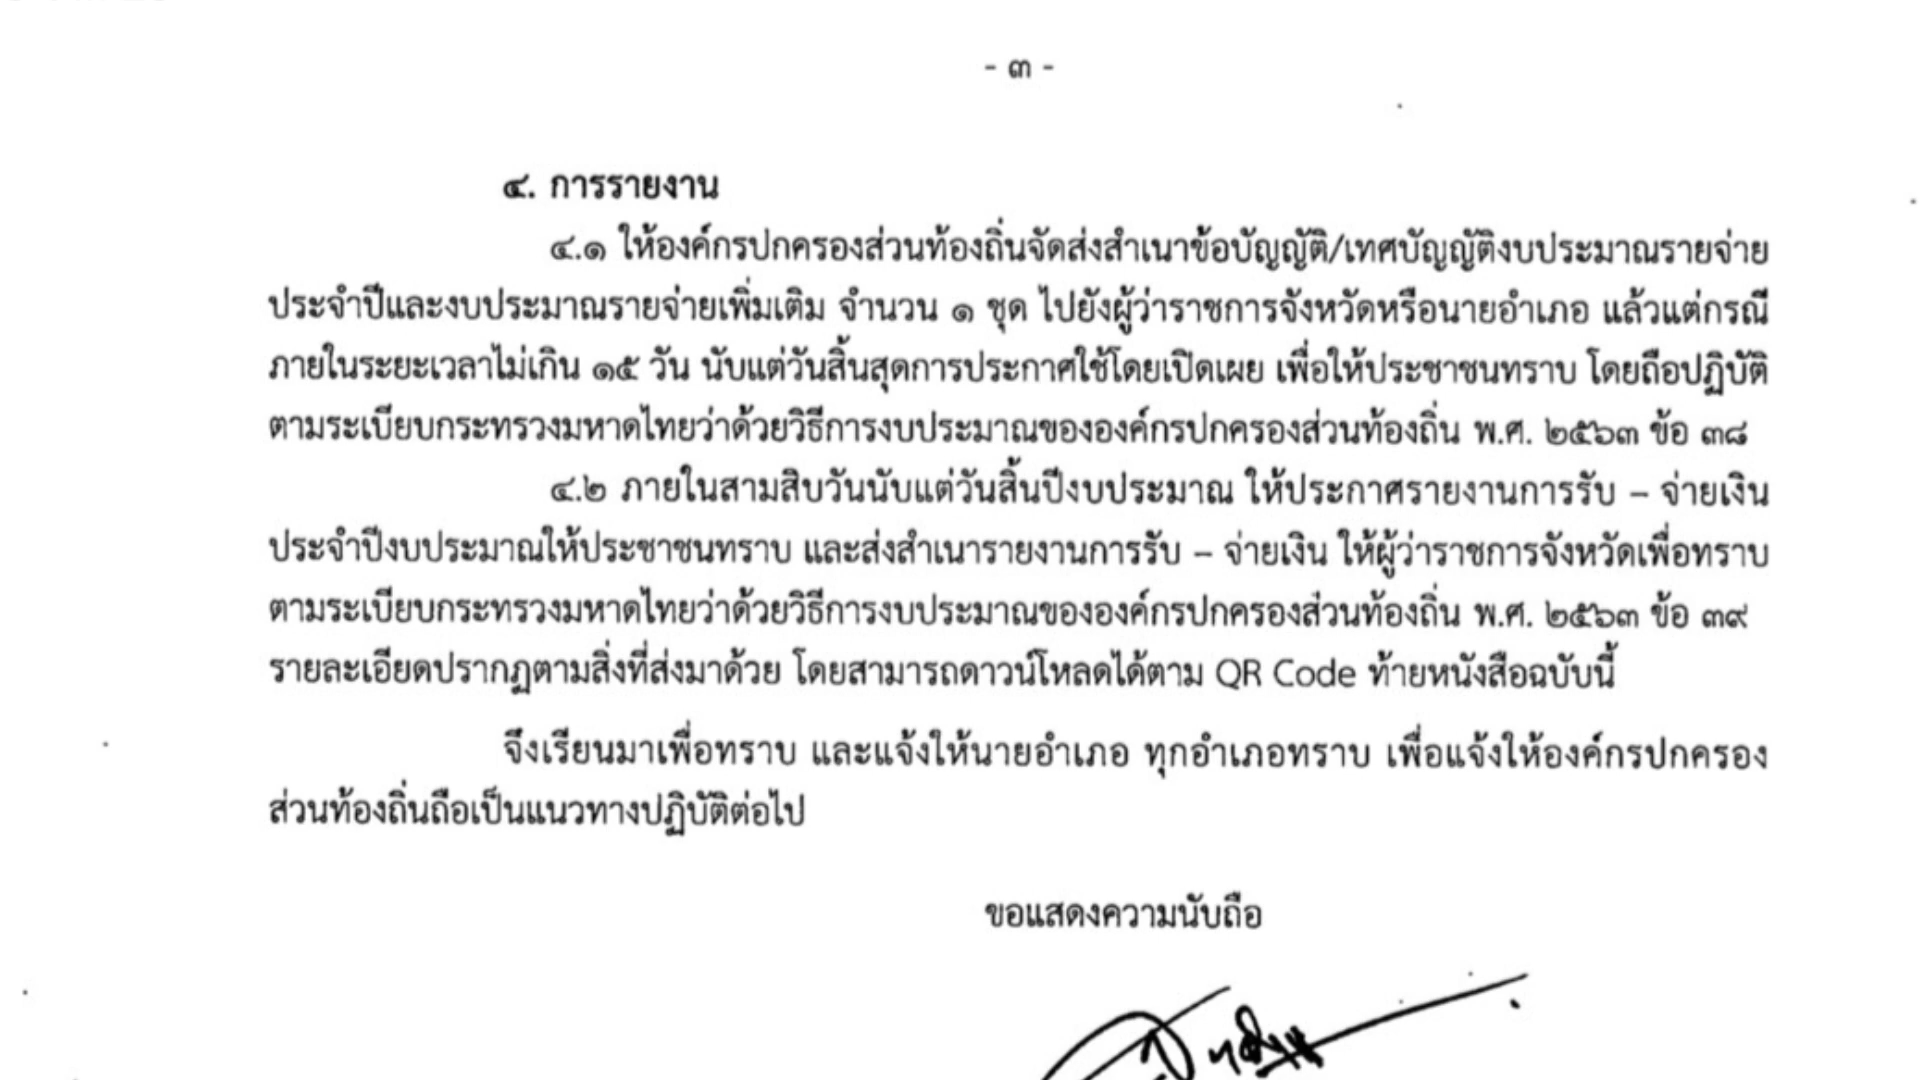 - ๓ -
๔. การรายงาน
๔.๑ ให้องค์กรปกครองส่วนท้องถิ่นจัดส่งสำเนาข้อบัญญัติ/เทศบัญญัติงบประมาณรายจ่าย
ประจำปีและงบประมาณรายจ่ายเพิ่มเติม จำนวน ๑ ชุด ไปยังผู้ว่าราชการจังหวัดหรือนายอำเภอ แล้วแต่กรณี
ภายในระยะเวลาไม่เกิน ๑๕ วัน นับแต่วันสิ้นสุดการประกาศใช้โดยเปิดเผย เพื่อให้ประชาชนทราบ โดยถือปฏิบัติ
ตามระเบียบกระทรวงมหาดไทยว่าด้วยวิธีการงบประมาณขององค์กรปกครองส่วนท้องถิ่น พ.ศ. ๒๕๖๓ ข้อ ๓๘
๔.๒ ภายในสามสิบวันนับแต่วันสิ้นปีงบประมาณ ให้ประกาศรายงานการรับ – จ่ายเงิน
ประจำปีงบประมาณให้ประชาชนทราบ และส่งสำเนารายงานการรับ – จ่ายเงิน ให้ผู้ว่าราชการจังหวัดเพื่อทราบ
ตามระเบียบกระทรวงมหาดไทยว่าด้วยวิธีการงบประมาณขององค์กรปกครองส่วนท้องถิ่น พ.ศ. ๒๕๖๓ ข้อ ๓๙
รายละเอียดปรากฏตามสิ่งที่ส่งมาด้วย โดยสามารถดาวน์โหลดได้ตาม QR Code ท้ายหนังสือฉบับนี้
จึงเรียนมาเพื่อทราบ และแจ้งให้นายอำเภอ ทุกอำเภอทราบ เพื่อแจ้งให้องค์กรปกครอง
ส่วนท้องถิ่นถือเป็นแนวทางปฏิบัติต่อไป
ขอแสดงความนับถือ